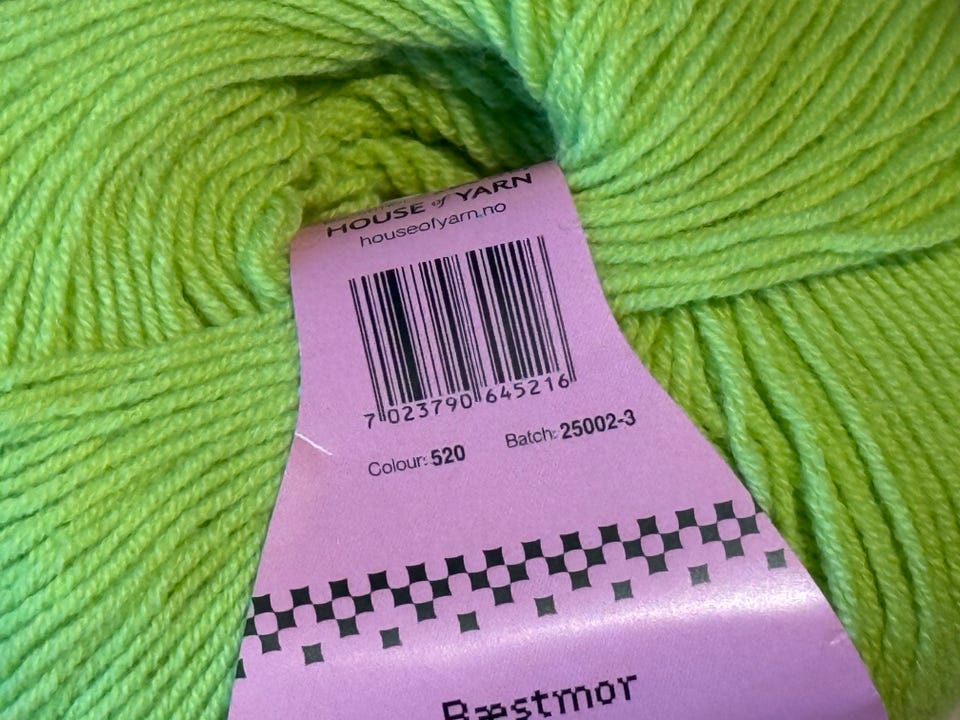 HOUSE of YARN
houseofyarn.no
7 023790 645216
Colour: 520
Batch: 25002-3
Bæstmor